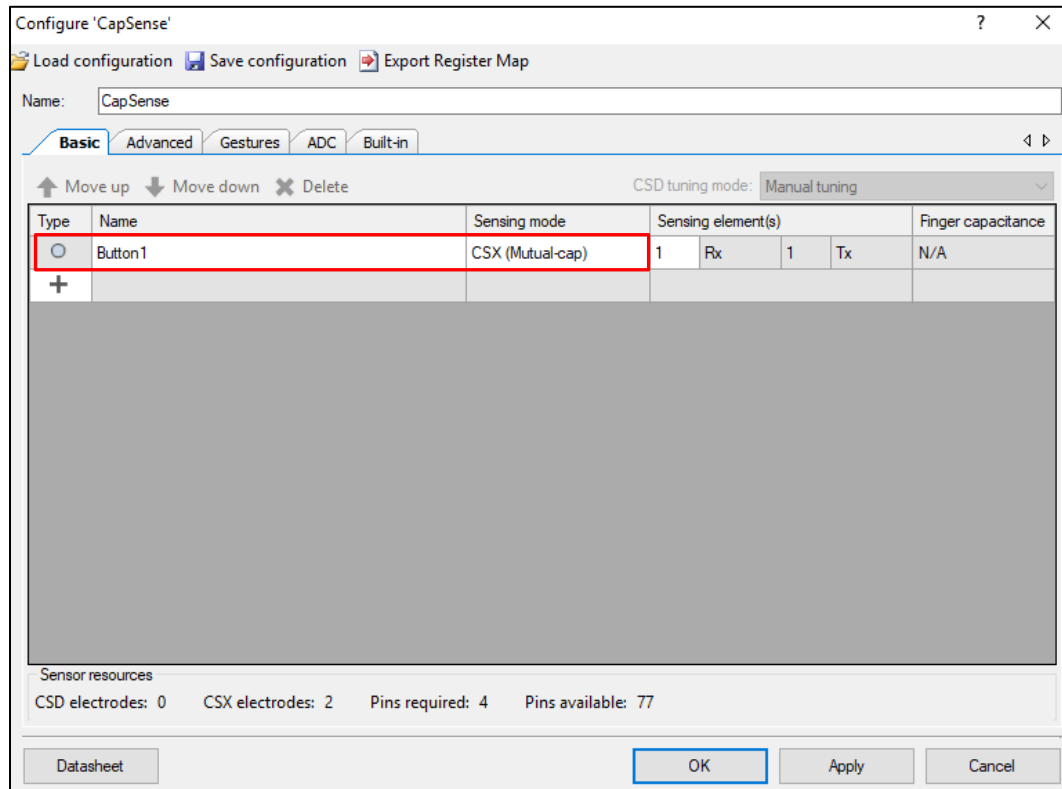 Configure 'CapSense' ? ×
Load configuration Save configuration Export Register Map
Name: CapSense
Basic Advanced Gestures ADC Built-in
Move up Move down Delete CSD tuning mode: Manual tuning
Type Name Sensing mode Sensing element(s) Finger capacitance
Button1 CSX (Mutual-cap) 1 Rx 1 Tx N/A
Sensor resources
CSD electrodes: 0 CSX electrodes: 2 Pins required: 4 Pins available: 77
Datasheet OK Apply Cancel